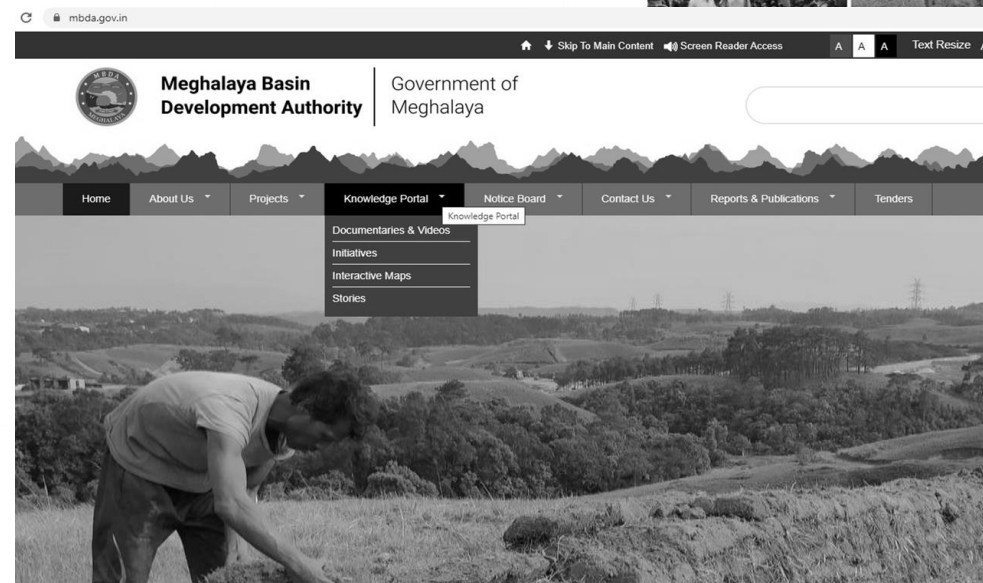 mbda.gov.in
Skip To Main Content Screen Reader Access A A A Text Resize
MBDA
MEGHALAYA
Meghalaya Basin
Development Authority
Government of
Meghalaya
Home About Us Projects Knowledge Portal Notice Board Contact Us Reports & Publications Tenders
Knowledge Portal
Documentaries & Videos
Initiatives
Interactive Maps
Stories